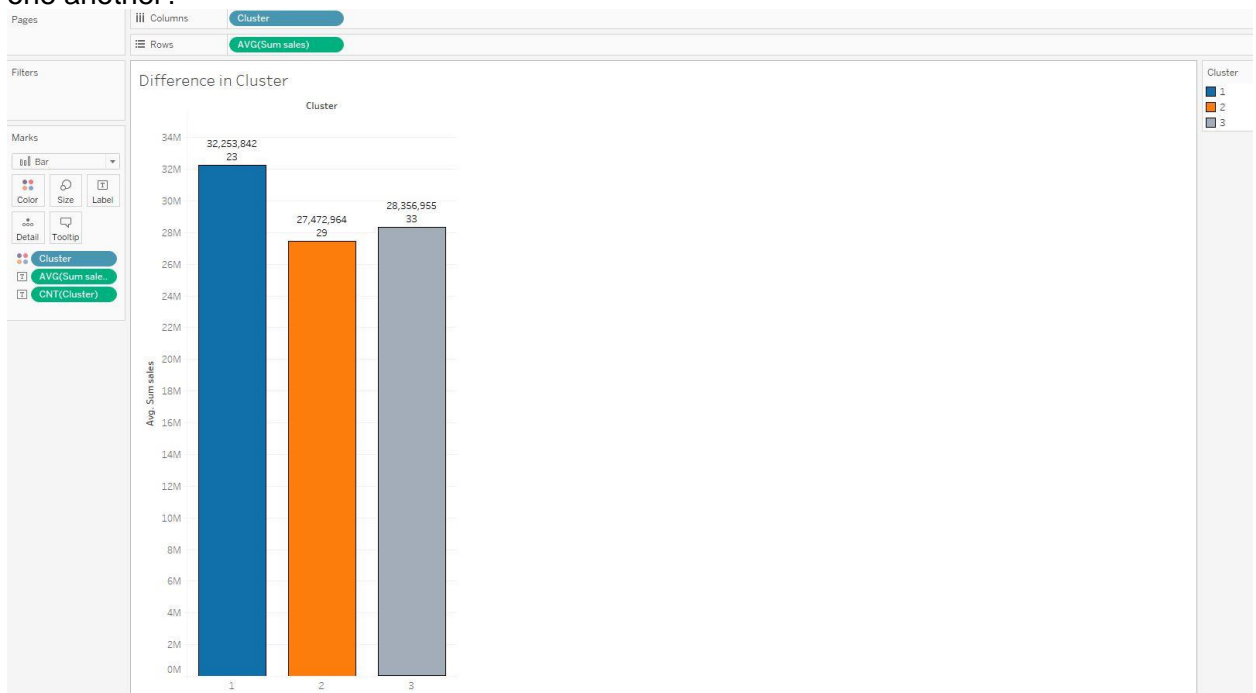 one another?
Pages
Columns
Cluster
Rows
AVG(Sum sales)
Filters
Marks
Bar
Color
Size
Label
Detail
Tooltip
Cluster
AVG(Sum sale..
CNT(Cluster)
Difference in Cluster
Cluster
Avg. Sum sales
34M
32M
30M
28M
26M
24M
22M
20M
18M
16M
14M
12M
10M
8M
6M
4M
2M
0M
32,253,842
23
27,472,964
29
28,356,955
33
1
2
3
Cluster
1
2
3